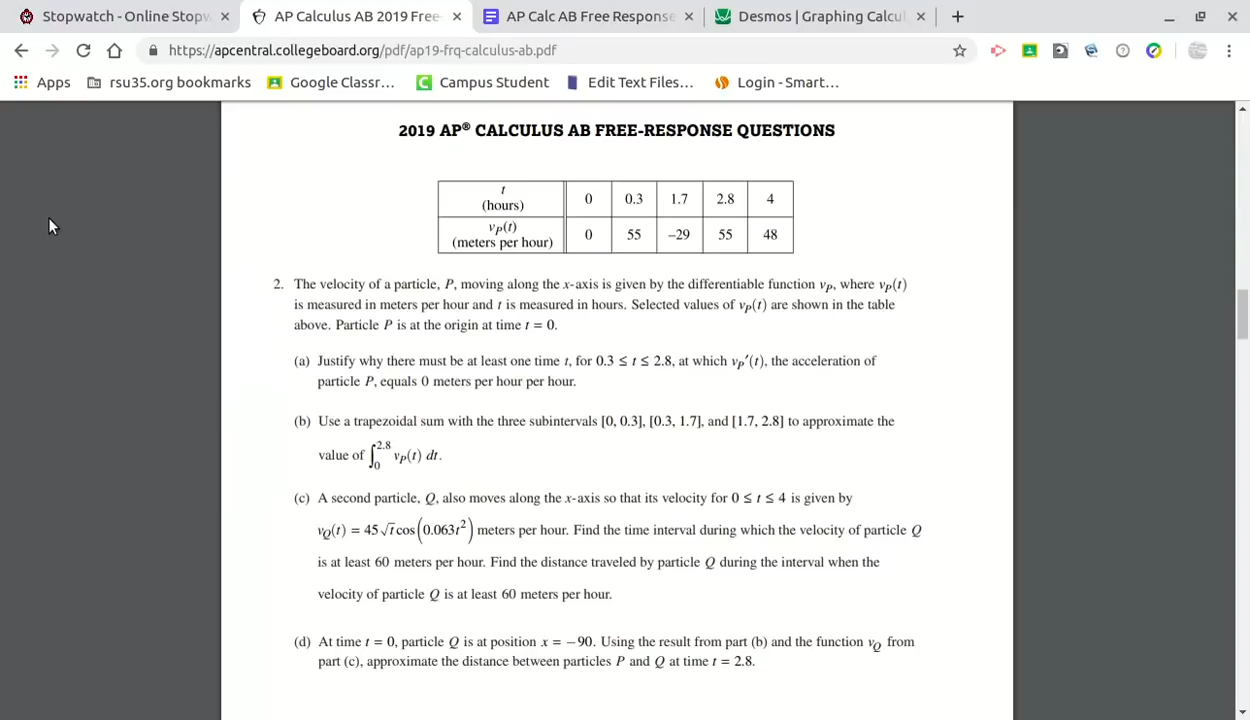 Stopwatch - Online Stopw
AP Calculus AB 2019 Free-
AP Calc AB Free Response
Desmos | Graphing Calcul
https://apcentral.collegeboard.org/pdf/ap19-frq-calculus-ab.pdf
Apps rsu35.org bookmarks Google Classr... Campus Student Edit Text Files... Login - Smart...
2019 AP® CALCULUS AB FREE-RESPONSE QUESTIONS
t (hours) 0 0.3 1.7 2.8 4
vP(t) (meters per hour) 0 55 –29 55 48
2. The velocity of a particle, P, moving along the x-axis is given by the differentiable function vP, where vP(t)
is measured in meters per hour and t is measured in hours. Selected values of vP(t) are shown in the table
above. Particle P is at the origin at time t = 0.
(a) Justify why there must be at least one time t, for 0.3 ≤ t ≤ 2.8, at which vP′(t), the acceleration of
particle P, equals 0 meters per hour per hour.
(b) Use a trapezoidal sum with the three subintervals [0, 0.3], [0.3, 1.7], and [1.7, 2.8] to approximate the
value of ∫₀^2.8 vP(t) dt.
(c) A second particle, Q, also moves along the x-axis so that its velocity for 0 ≤ t ≤ 4 is given by
vQ(t) = 45√t cos(0.063t²) meters per hour. Find the time interval during which the velocity of particle Q
is at least 60 meters per hour. Find the distance traveled by particle Q during the interval when the
velocity of particle Q is at least 60 meters per hour.
(d) At time t = 0, particle Q is at position x = –90. Using the result from part (b) and the function vQ from
part (c), approximate the distance between particles P and Q at time t = 2.8.